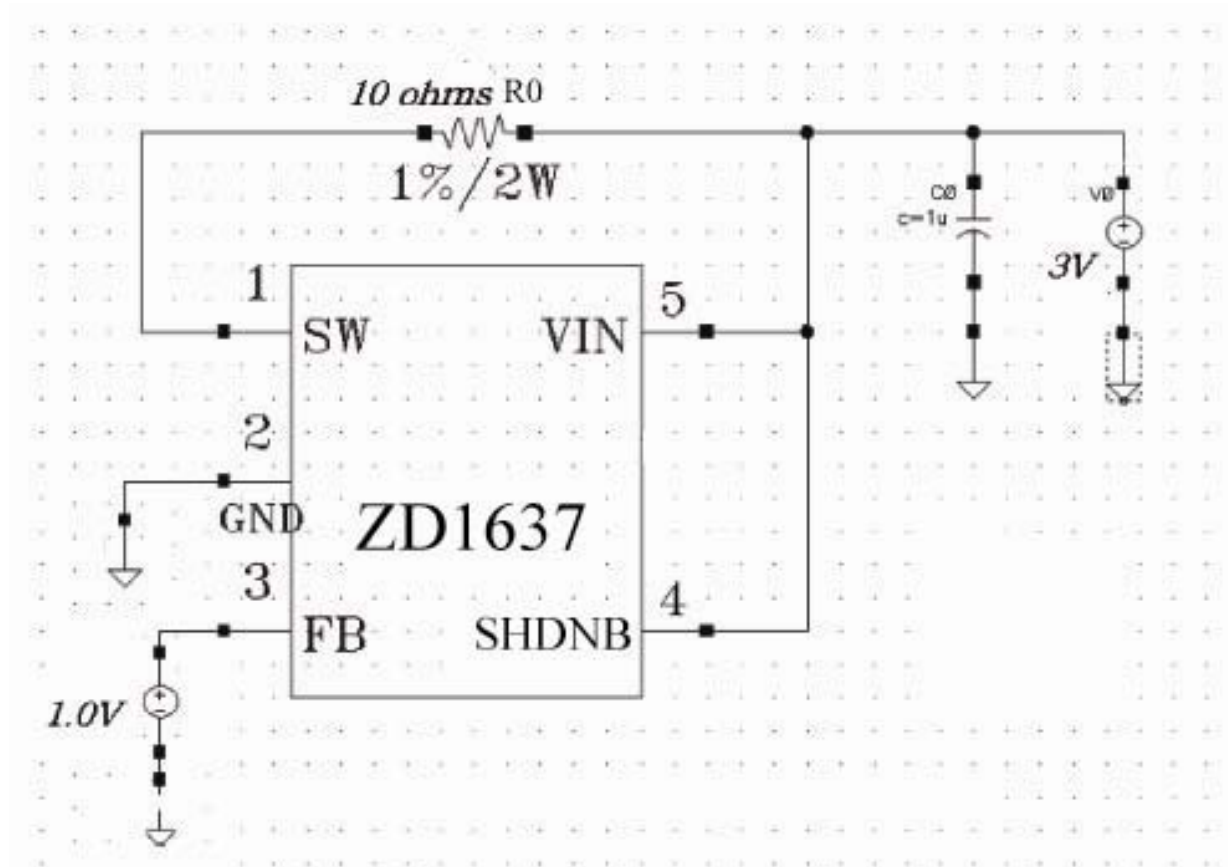 10 ohms R0
1%/2W
C0
c=1u
V0
3V
1
5
SW
VIN
2
GND
ZD1637
3
4
FB
SHDNB
1.0V